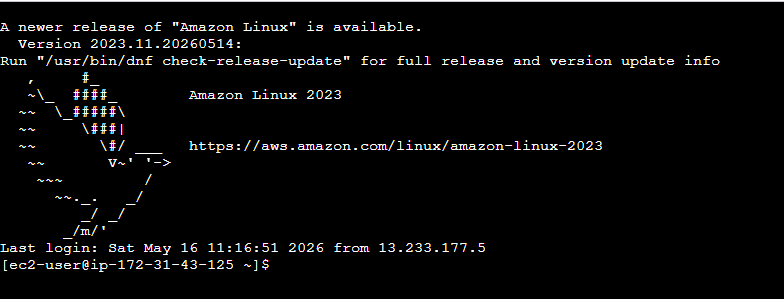 A newer release of "Amazon Linux" is available.
  Version 2023.11.20260514:
Run "/usr/bin/dnf check-release-update" for full release and version update info
   ,     #_
   ~\_  ####_        Amazon Linux 2023
  ~~  \_#####\
  ~~     \###|
  ~~       \#/ ___   https://aws.amazon.com/linux/amazon-linux-2023
   ~~       V~' '->
    ~~~         /
      ~~._.   _/
         _/ _/
       _/m/'
Last login: Sat May 16 11:16:51 2026 from 13.233.177.5
[ec2-user@ip-172-31-43-125 ~]$